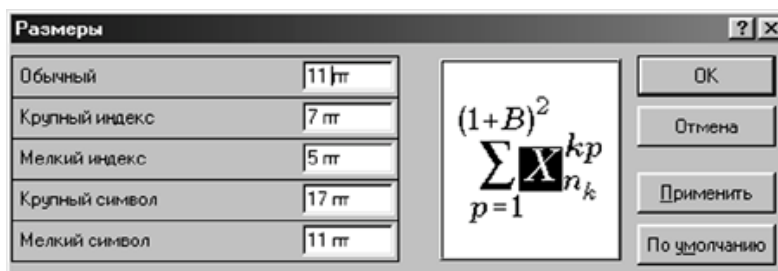 Размеры
Обычный 11 пт
Крупный индекс 7 пт
Мелкий индекс 5 пт
Крупный символ 17 пт
Мелкий символ 11 пт
(1+B)²
∑ X kp nk
p=1
OK
Отмена
Применить
По умолчанию